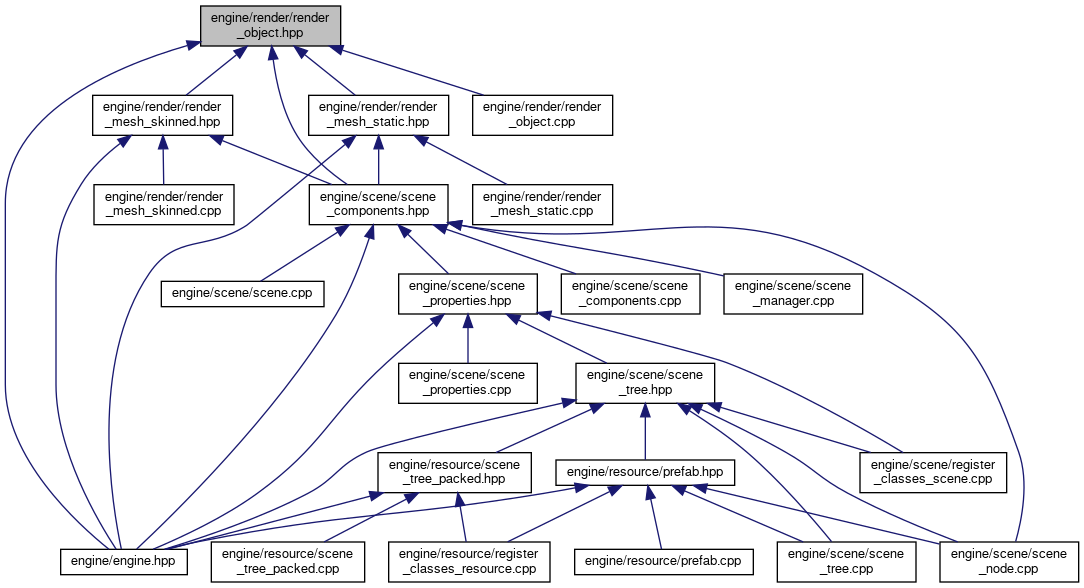 engine/render/render
_object.hpp
engine/render/render
_mesh_skinned.hpp
engine/render/render
_mesh_static.hpp
engine/render/render
_object.cpp
engine/render/render
_mesh_skinned.cpp
engine/scene/scene
_components.hpp
engine/render/render
_mesh_static.cpp
engine/scene/scene.cpp
engine/scene/scene
_properties.hpp
engine/scene/scene
_components.cpp
engine/scene/scene
_manager.cpp
engine/scene/scene
_properties.cpp
engine/scene/scene
_tree.hpp
engine/resource/scene
_tree_packed.hpp
engine/resource/prefab.hpp
engine/scene/register
_classes_scene.cpp
engine/engine.hpp
engine/resource/scene
_tree_packed.cpp
engine/resource/register
_classes_resource.cpp
engine/resource/prefab.cpp
engine/scene/scene
_tree.cpp
engine/scene/scene
_node.cpp